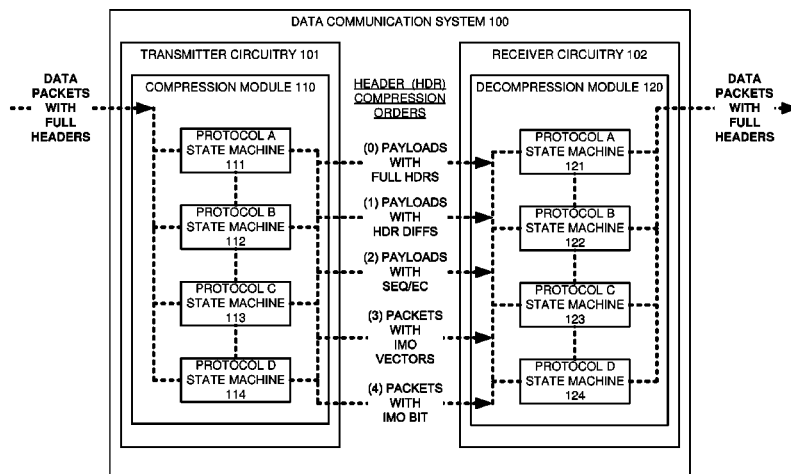 DATA COMMUNICATION SYSTEM 100
TRANSMITTER CIRCUITRY 101
RECEIVER CIRCUITRY 102
DATA
PACKETS
WITH
FULL
HEADERS
COMPRESSION MODULE 110
PROTOCOL A
STATE MACHINE
111
PROTOCOL B
STATE MACHINE
112
PROTOCOL C
STATE MACHINE
113
PROTOCOL D
STATE MACHINE
114
HEADER (HDR)
COMPRESSION
ORDERS
(0) PAYLOADS
WITH
FULL HDRS
(1) PAYLOADS
WITH
HDR DIFFS
(2) PAYLOADS
WITH
SEQ/EC
(3) PACKETS
WITH
IMO
VECTORS
(4) PACKETS
WITH
IMO BIT
DECOMPRESSION MODULE 120
PROTOCOL A
STATE MACHINE
121
PROTOCOL B
STATE MACHINE
122
PROTOCOL C
STATE MACHINE
123
PROTOCOL D
STATE MACHINE
124
DATA
PACKETS
WITH
FULL
HEADERS